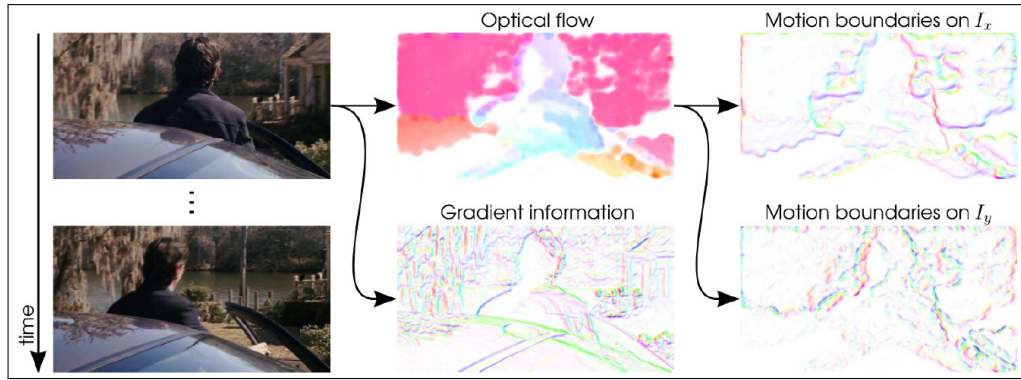 Optical flow
Motion boundaries on I_x
Gradient information
Motion boundaries on I_y
time